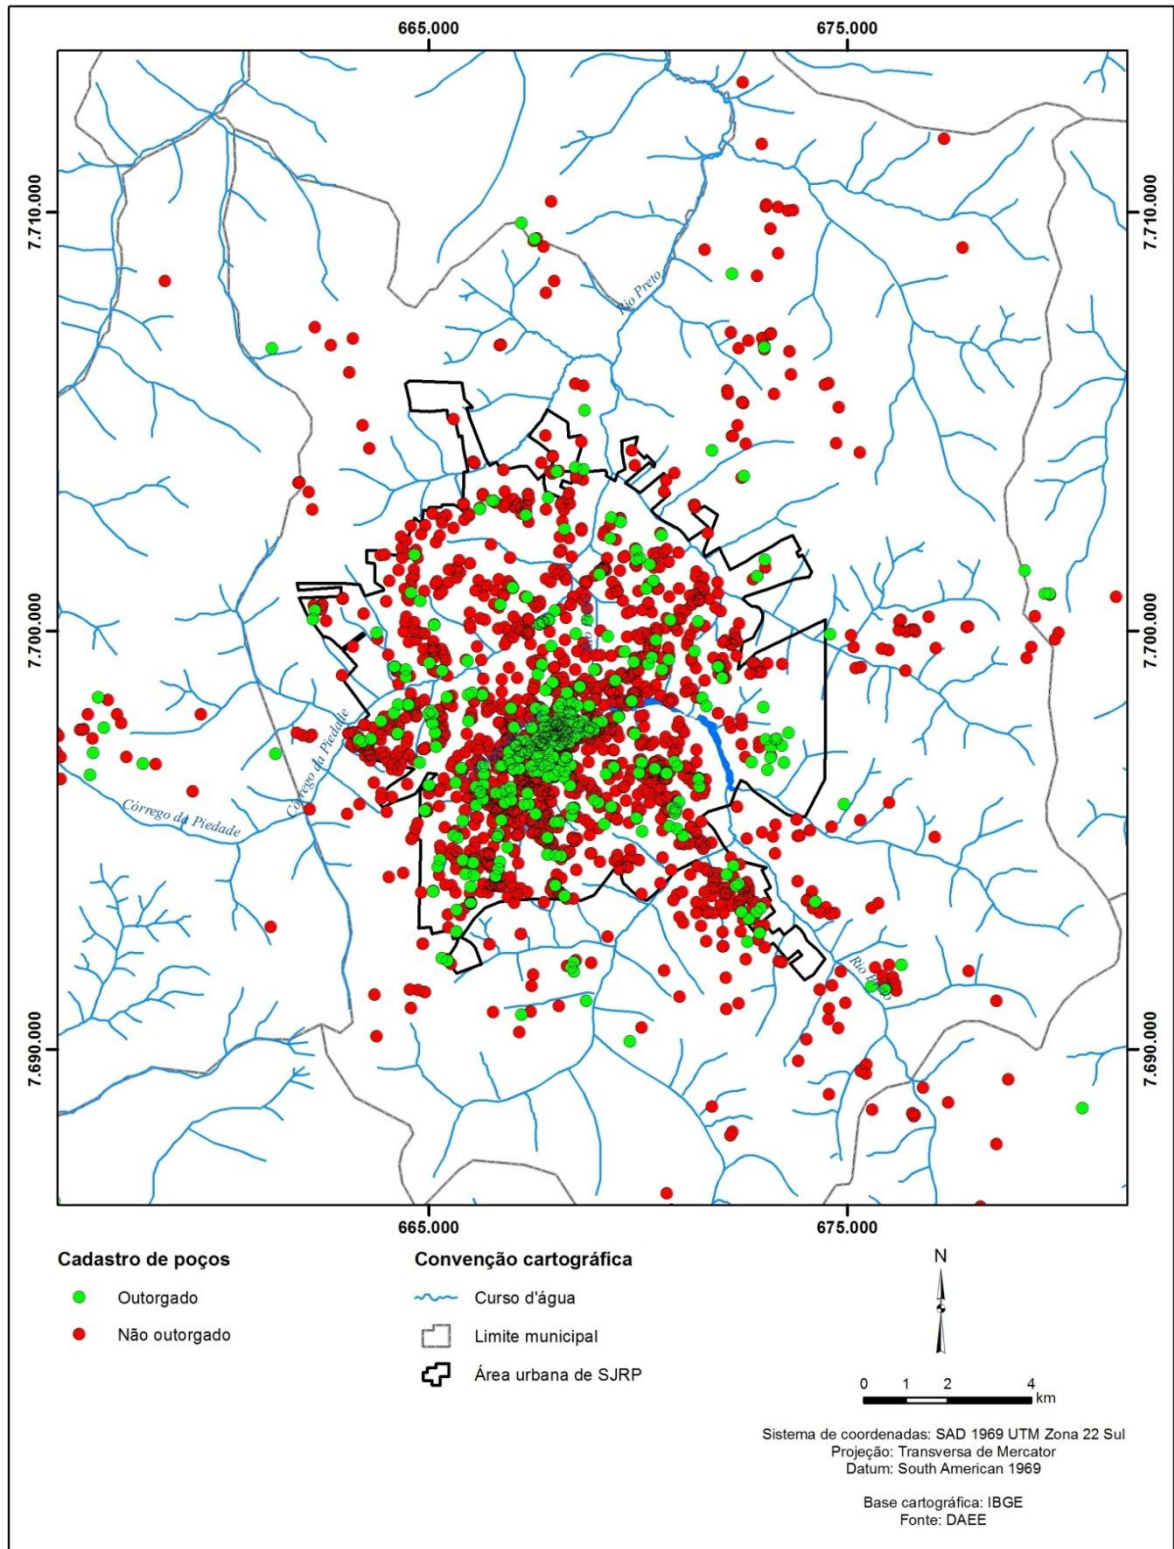 665.000
675.000
7.710.000
7.710.000
Rio Preto
7.700.000
7.700.000
Córrego da Piedade
Córrego da Piedade
Rio Preto
7.690.000
7.690.000
665.000
675.000
Cadastro de poços
Outorgado
Não outorgado
Convenção cartográfica
Curso d'água
Limite municipal
Área urbana de SJRP
N
0 1 2 4
km
Sistema de coordenadas: SAD 1969 UTM Zona 22 Sul
Projeção: Transversa de Mercator
Datum: South American 1969
Base cartográfica: IBGE
Fonte: DAEE